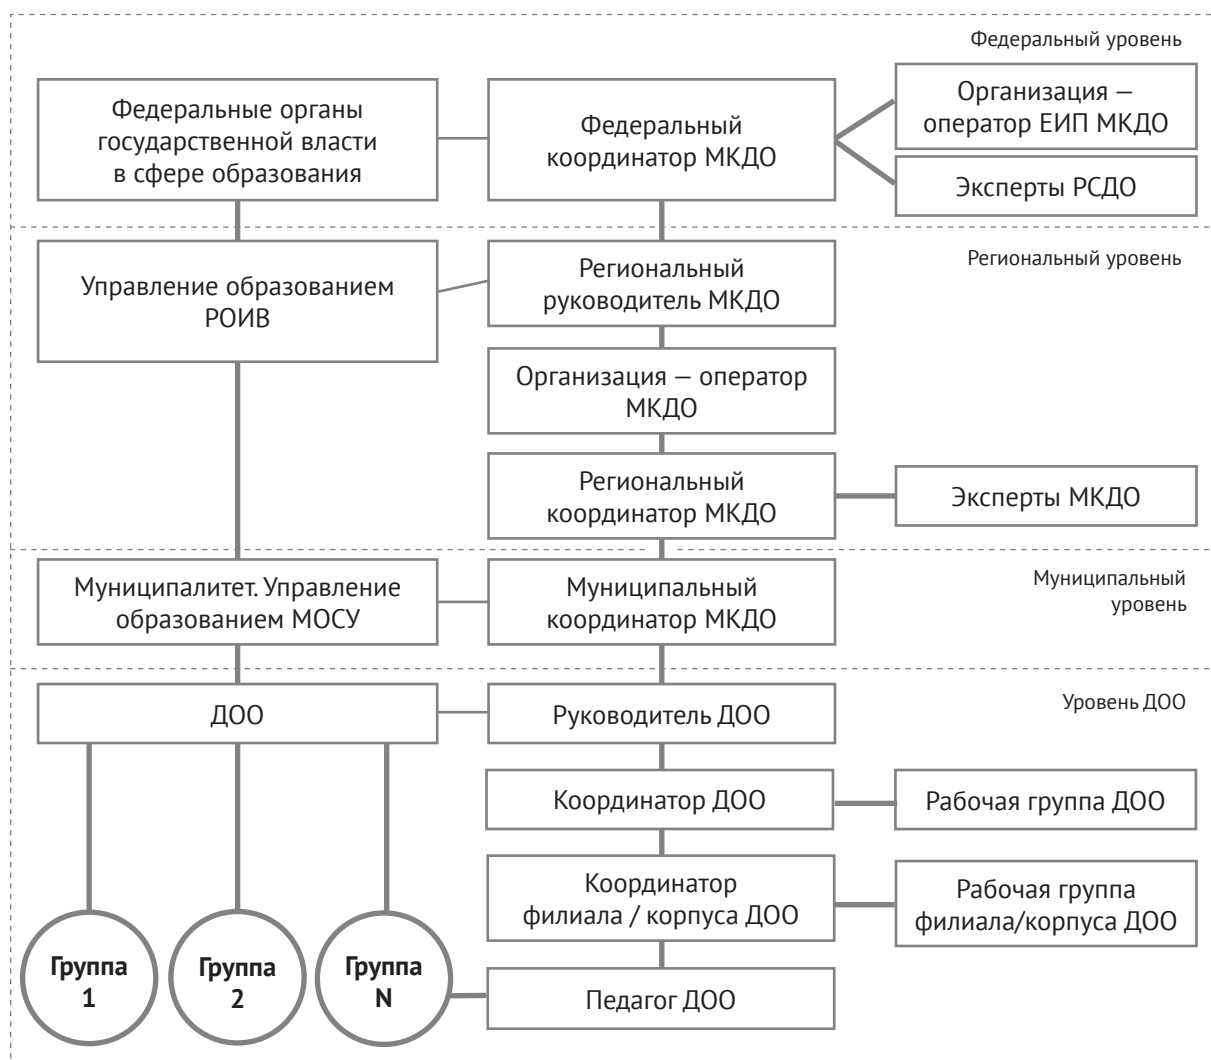 Федеральный уровень
Федеральные органы
государственной власти
в сфере образования
Федеральный
координатор МКДО
Организация —
оператор ЕИП МКДО
Эксперты РСДО
Региональный уровень
Управление образованием
РОИВ
Региональный
руководитель МКДО
Организация — оператор
МКДО
Региональный
координатор МКДО
Эксперты МКДО
Муниципальный
уровень
Муниципалитет. Управление
образованием МОСУ
Муниципальный
координатор МКДО
Уровень ДОО
ДОО
Руководитель ДОО
Координатор ДОО
Рабочая группа ДОО
Координатор
филиала / корпуса ДОО
Рабочая группа
филиала/корпуса ДОО
Группа
1
Группа
2
Группа
N
Педагог ДОО